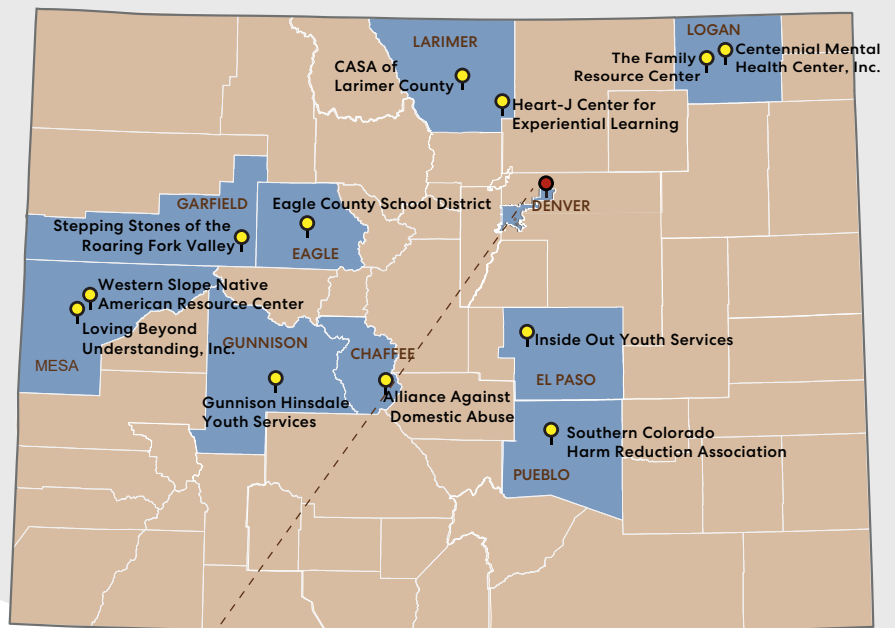 LOGAN
LARIMER
The Family
Resource Center
Centennial Mental
Health Center, Inc.
CASA of
Larimer County
Heart-J Center for
Experiential Learning
GARFIELD
Eagle County School District
DENVER
Stepping Stones of the
Roaring Fork Valley
EAGLE
Western Slope Native
American Resource Center
Loving Beyond
Understanding, Inc.
MESA
GUNNISON
CHAFFEE
Inside Out Youth Services
EL PASO
Gunnison Hinsdale
Youth Services
Alliance Against
Domestic Abuse
Southern Colorado
Harm Reduction Association
PUEBLO